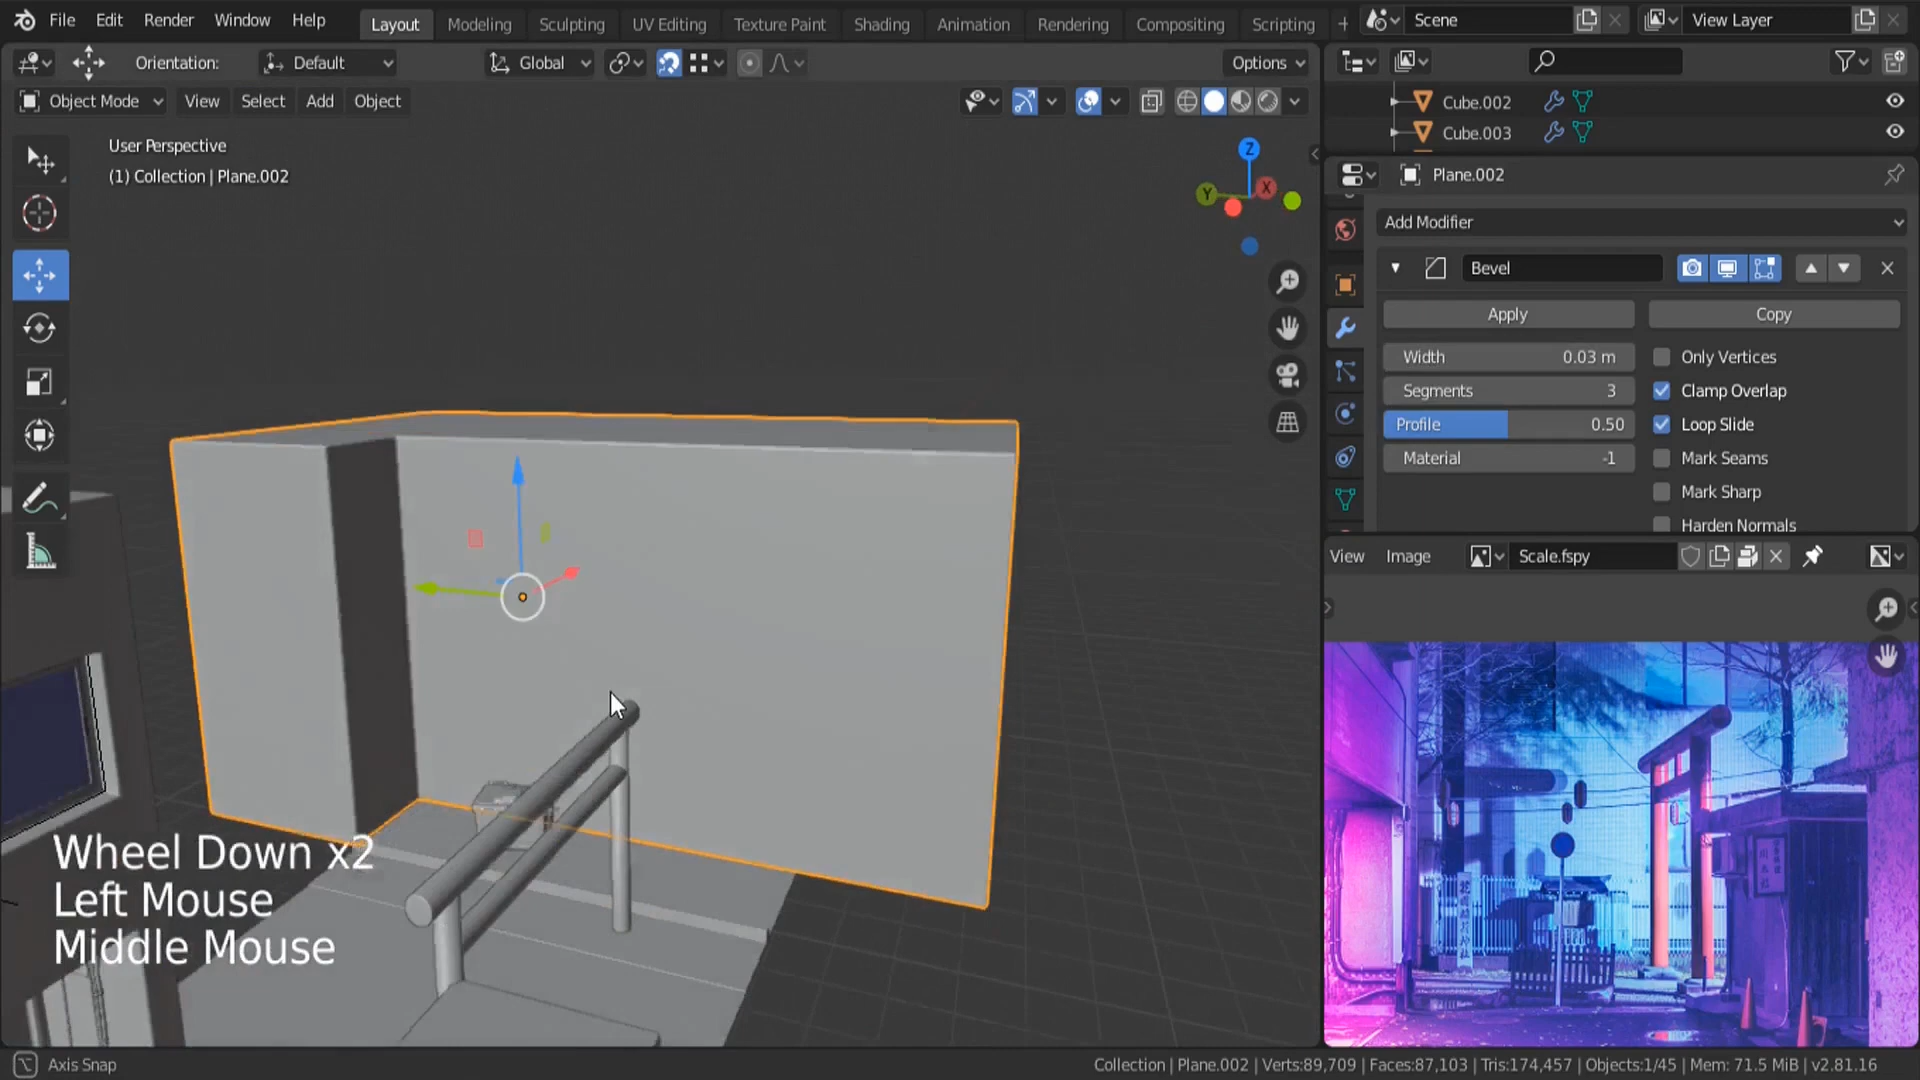 File Edit Render Window Help Layout Modeling Sculpting UV Editing Texture Paint Shading Animation Rendering Compositing Scripting + Scene View Layer
Orientation: Default Global Options
Object Mode View Select Add Object
Cube.002
Cube.003
User Perspective
(1) Collection | Plane.002
Z
Y
X
Plane.002
Add Modifier
Bevel
Apply Copy
Width 0.03 m Only Vertices
Segments 3 Clamp Overlap
Profile 0.50 Loop Slide
Material -1 Mark Seams
Mark Sharp
Harden Normals
View Image Scale.fspy
Wheel Down x2
Left Mouse
Middle Mouse
Axis Snap
Collection | Plane.002 | Verts:89,709 | Faces:87,103 | Tris:174,457 | Objects:1/45 | Mem: 71.5 MiB | v2.81.16